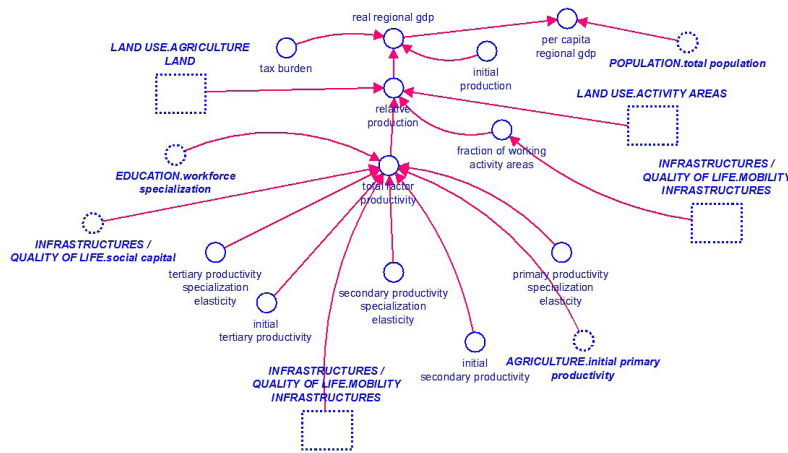 real regional gdp
per capita
regional gdp
tax burden
initial
production
POPULATION.total population
LAND USE.AGRICULTURE
LAND
LAND USE.ACTIVITY AREAS
relative
production
fraction of working
activity areas
EDUCATION.workforce
specialization
INFRASTRUCTURES /
QUALITY OF LIFE.MOBILITY
INFRASTRUCTURES
total factor
productivity
INFRASTRUCTURES /
QUALITY OF LIFE.social capital
tertiary productivity
specialization
elasticity
secondary productivity
specialization
elasticity
primary productivity
specialization
elasticity
initial
tertiary productivity
initial
secondary productivity
AGRICULTURE.initial primary
productivity
INFRASTRUCTURES /
QUALITY OF LIFE.MOBILITY
INFRASTRUCTURES